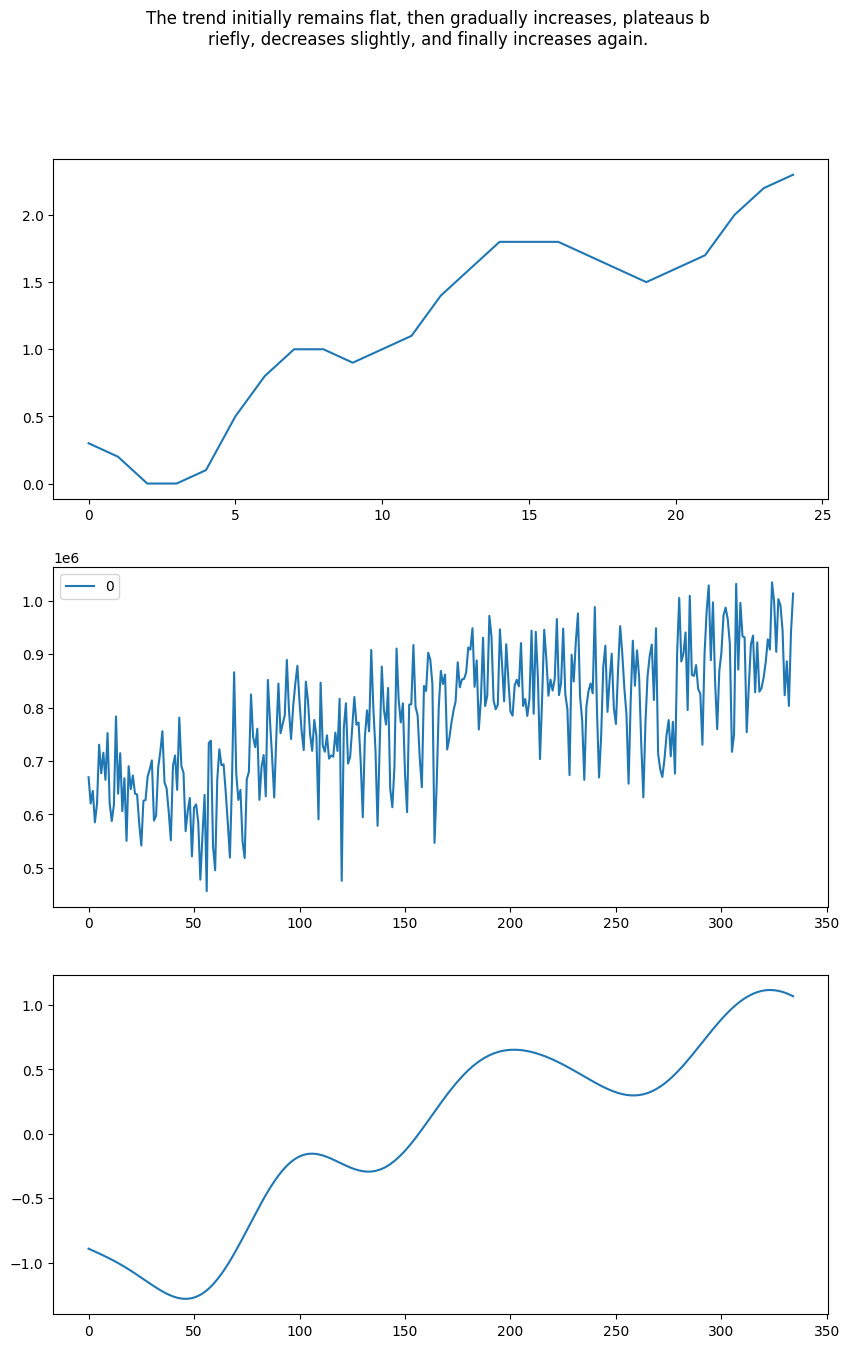 The trend initially remains flat, then gradually increases, plateaus b
riefly, decreases slightly, and finally increases again.
2.0
1.5
1.0
0.5
0.0
0 5 10 15 20 25
1e6
0
1.0
0.9
0.8
0.7
0.6
0.5
0 50 100 150 200 250 300 350
1.0
0.5
0.0
−0.5
−1.0
0 50 100 150 200 250 300 350